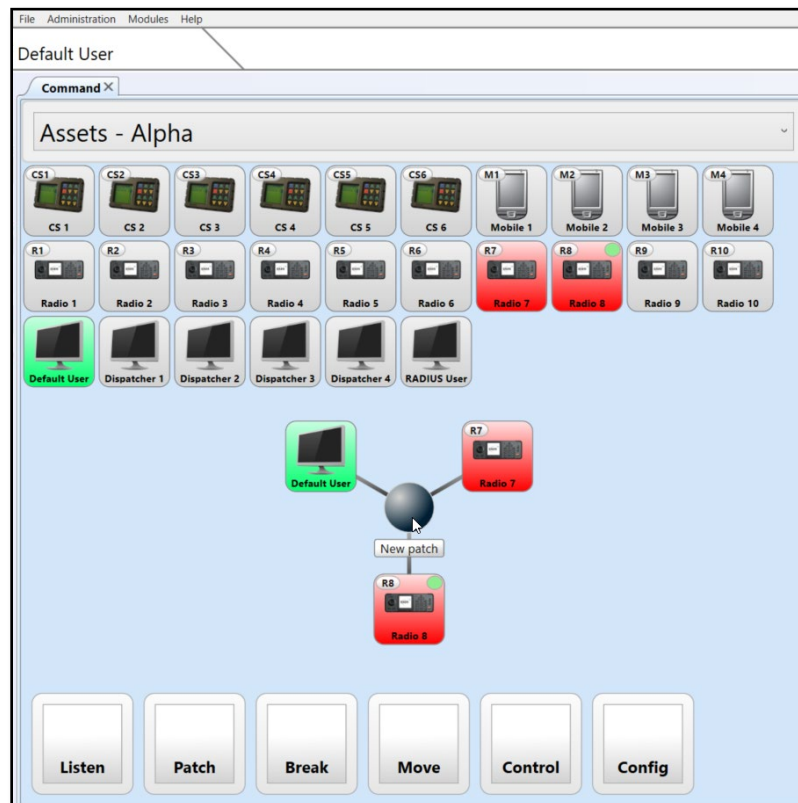 File Administration Modules Help
Default User
Command
Assets - Alpha
CS1 CS2 CS3 CS4 CS5 CS6 M1 M2 M3 M4
CS 1 CS 2 CS 3 CS 4 CS 5 CS 6 Mobile 1 Mobile 2 Mobile 3 Mobile 4
R1 R2 R3 R4 R5 R6 R7 R8 R9 R10
Radio 1 Radio 2 Radio 3 Radio 4 Radio 5 Radio 6 Radio 7 Radio 8 Radio 9 Radio 10
Default User Dispatcher 1 Dispatcher 2 Dispatcher 3 Dispatcher 4 RADIUS User
R7
Default User Radio 7
New patch
R8
Radio 8
Listen Patch Break Move Control Config